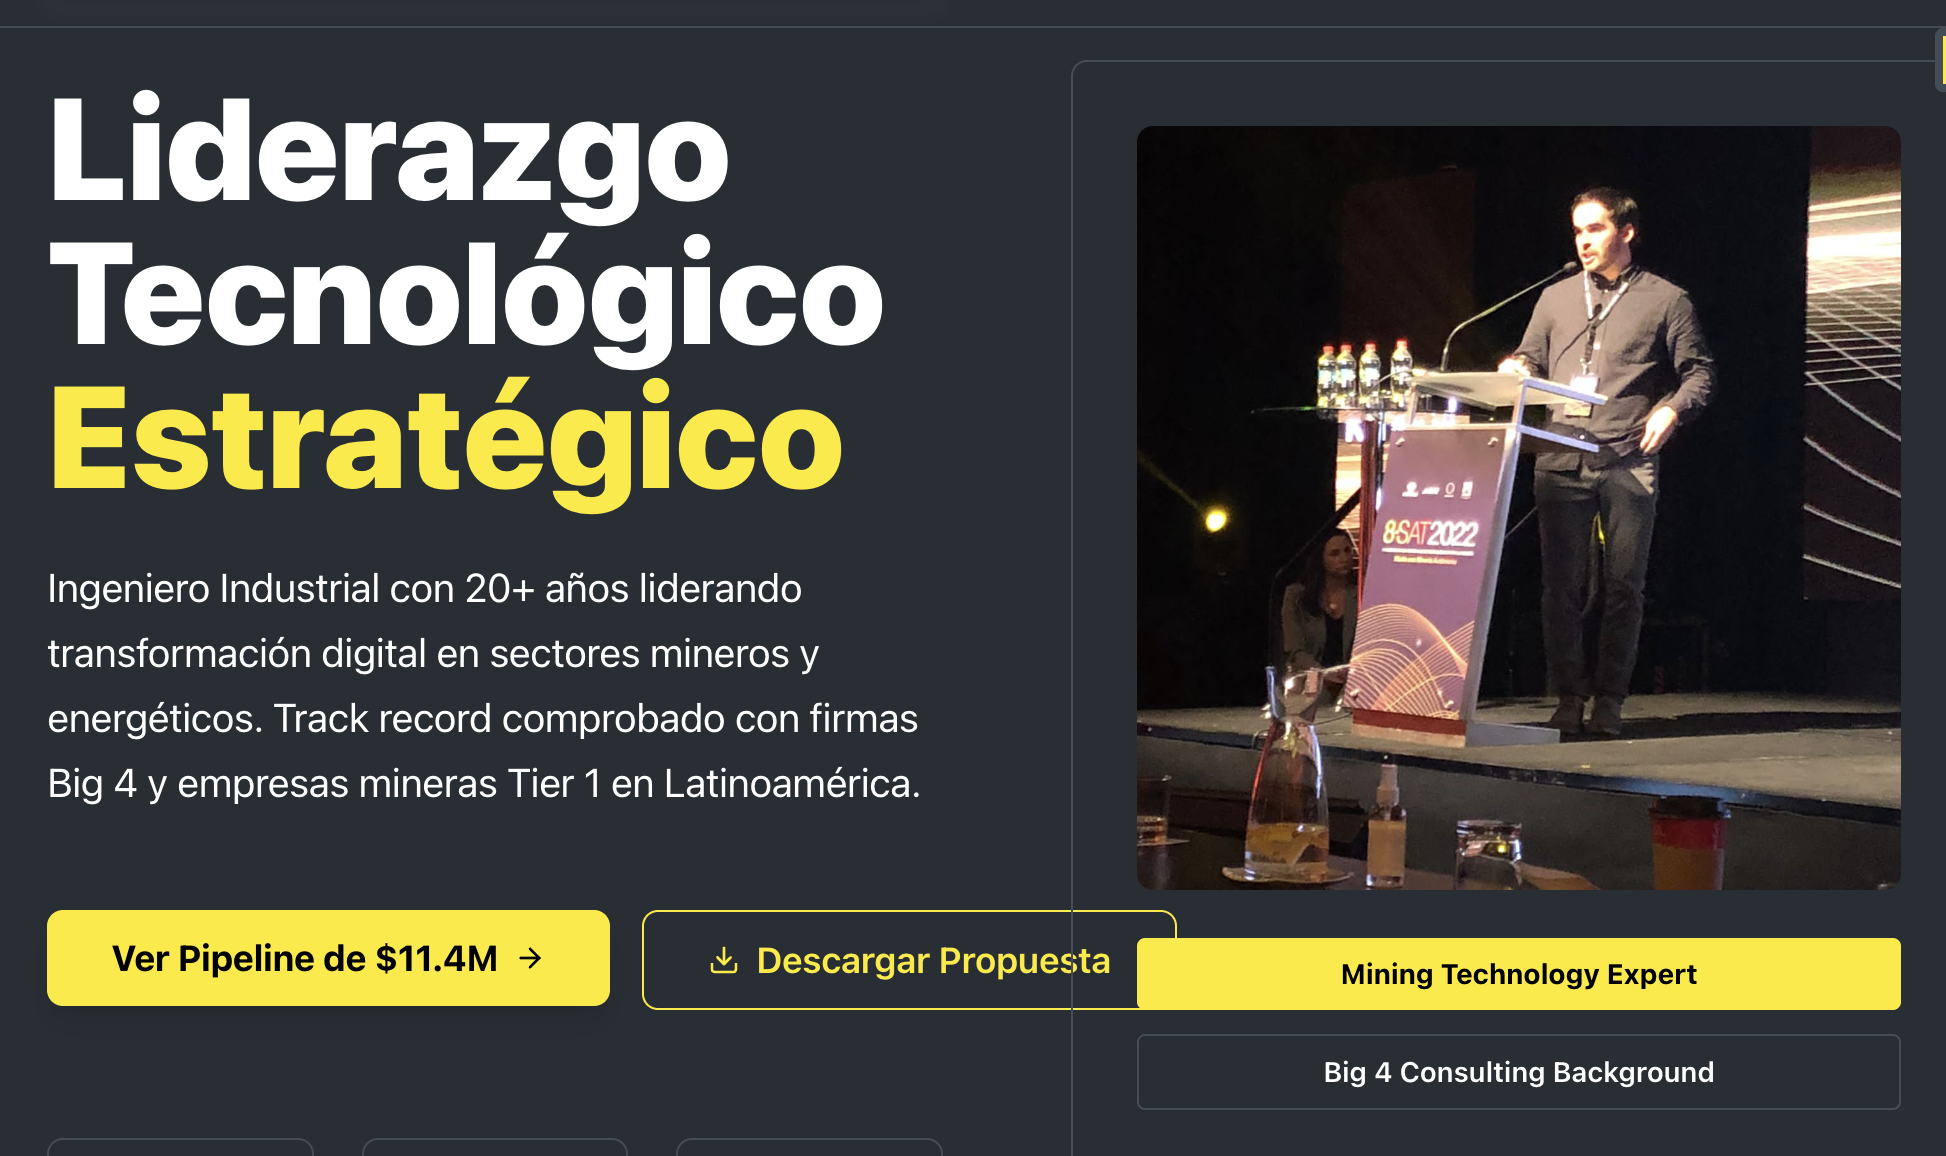 Liderazgo
Tecnológico
Estratégico
Ingeniero Industrial con 20+ años liderando
transformación digital en sectores mineros y
energéticos. Track record comprobado con firmas
Big 4 y empresas mineras Tier 1 en Latinoamérica.
Ver Pipeline de $11.4M →
Descargar Propuesta
8·SAT2022
Mining Technology Expert
Big 4 Consulting Background